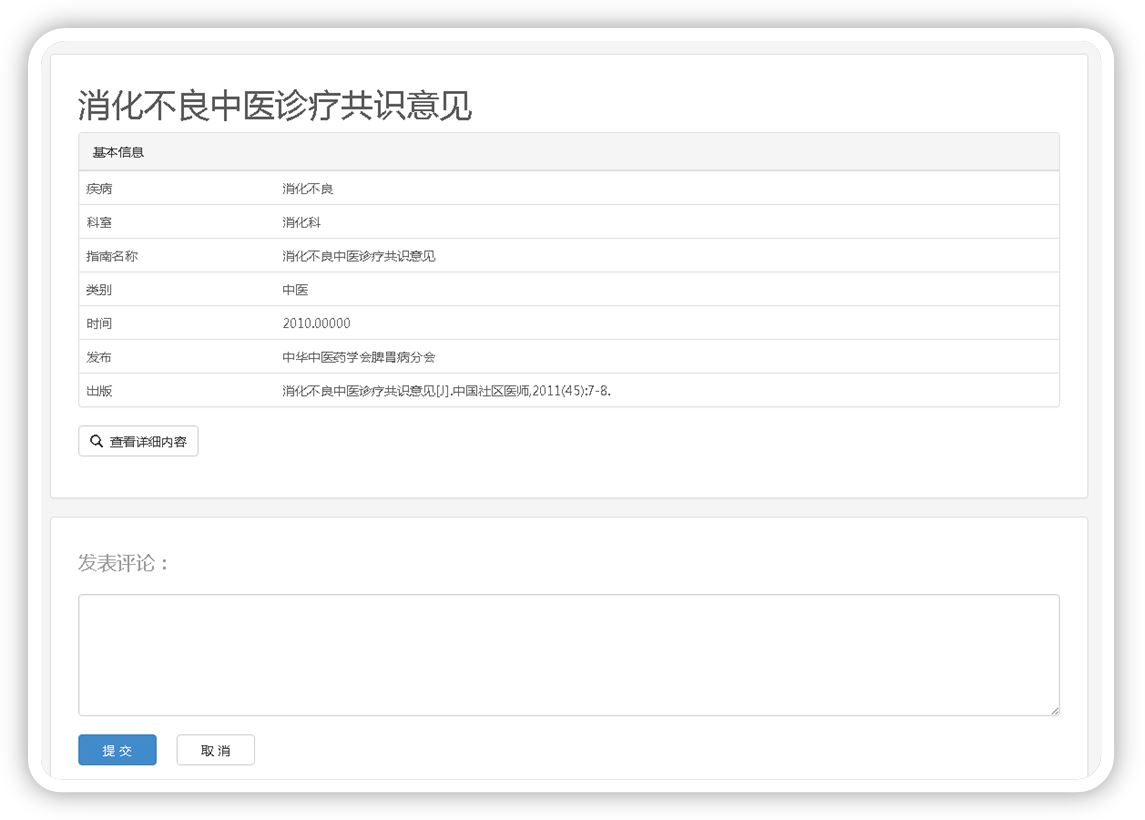 消化不良中医诊疗共识意见
基本信息
疾病 消化不良
科室 消化科
指南名称 消化不良中医诊疗共识意见
类别 中医
时间 2010.00000
发布 中华中医药学会脾胃病分会
出版 消化不良中医诊疗共识意见[J].中国社区医师,2011(45):7-8.
查看详细内容
发表评论：
提 交 取 消